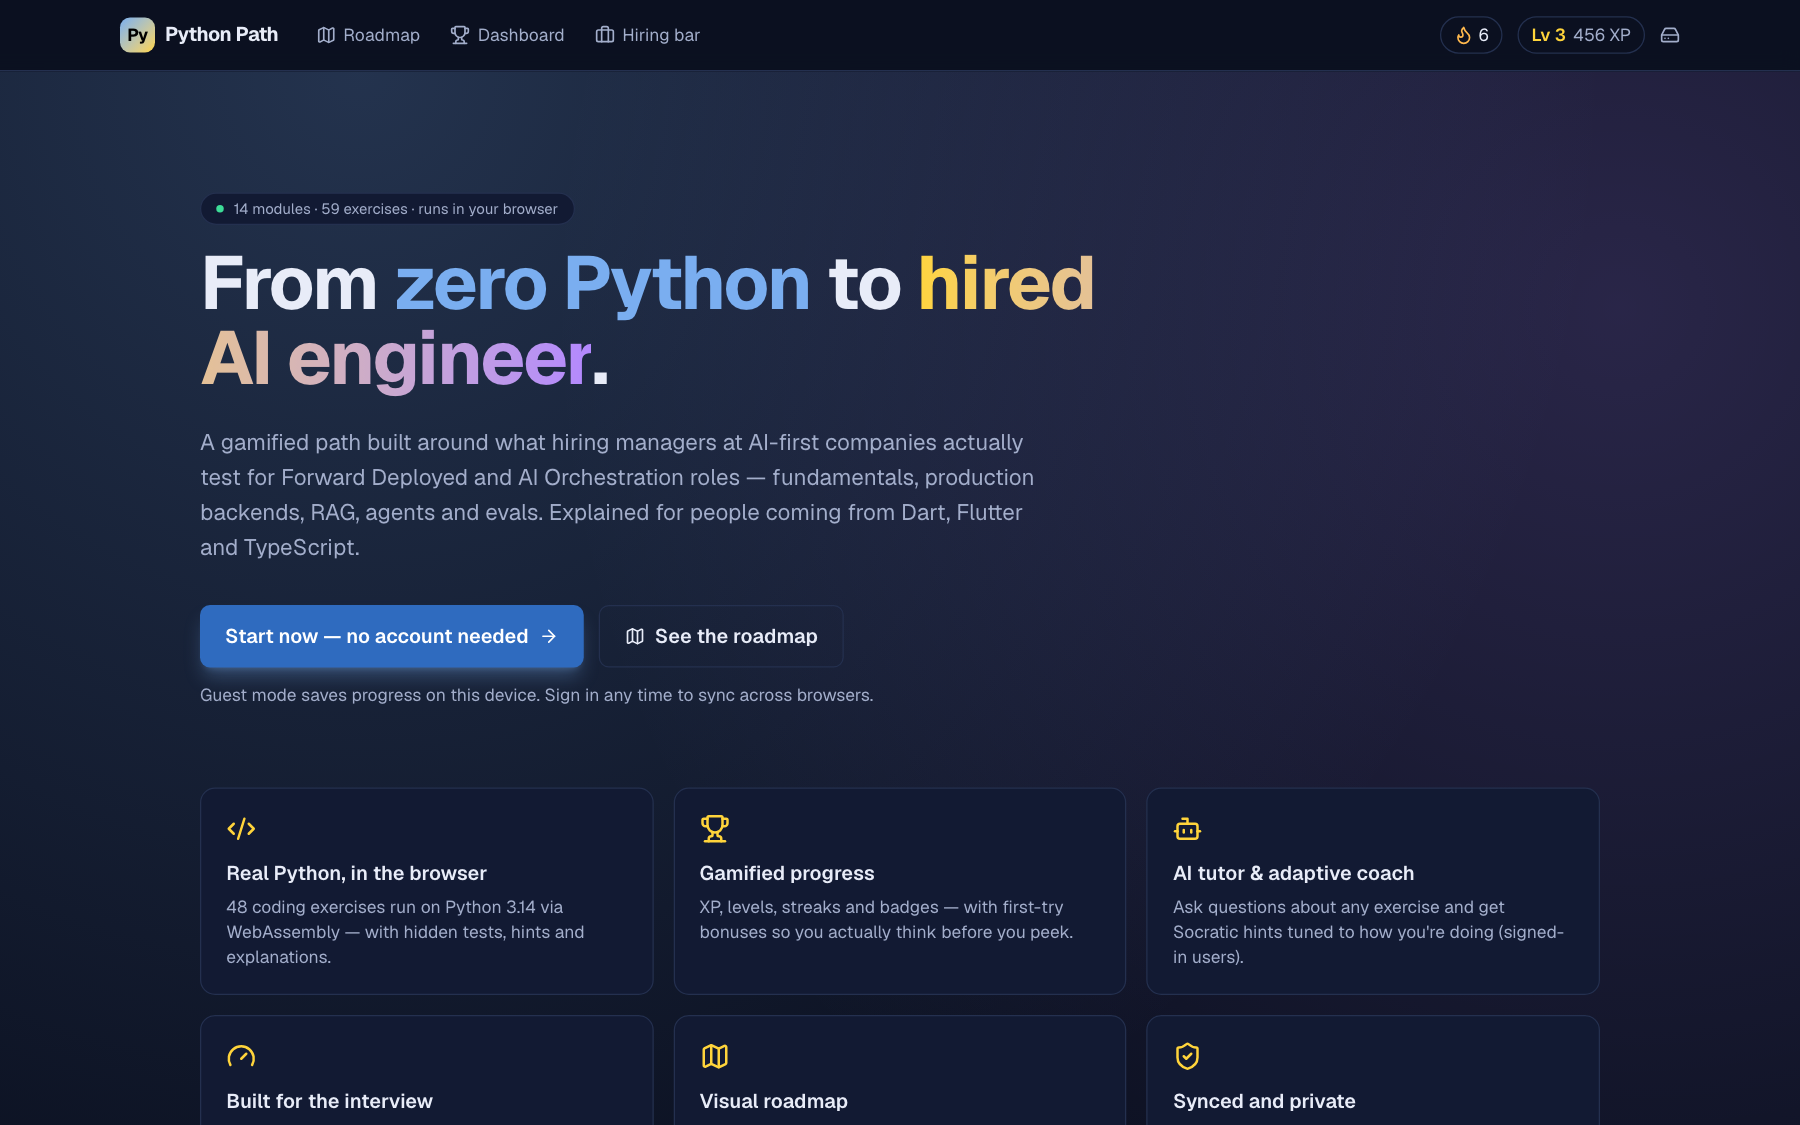 Py Python Path Roadmap Dashboard Hiring bar 6 Lv 3 456 XP
14 modules · 59 exercises · runs in your browser
From zero Python to hired
AI engineer.
A gamified path built around what hiring managers at AI-first companies actually
test for Forward Deployed and AI Orchestration roles — fundamentals, production
backends, RAG, agents and evals. Explained for people coming from Dart, Flutter
and TypeScript.
Start now — no account needed → See the roadmap
Guest mode saves progress on this device. Sign in any time to sync across browsers.
Real Python, in the browser
48 coding exercises run on Python 3.14 via
WebAssembly — with hidden tests, hints and
explanations.
Gamified progress
XP, levels, streaks and badges — with first-try
bonuses so you actually think before you peek.
AI tutor & adaptive coach
Ask questions about any exercise and get
Socratic hints tuned to how you're doing (signed-
in users).
Built for the interview
Visual roadmap
Synced and private